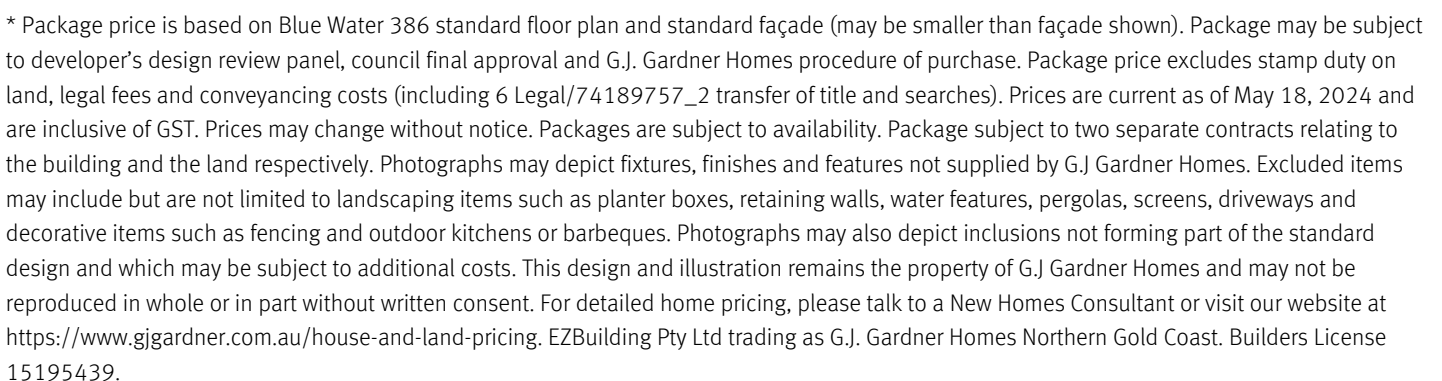 * Package price is based on Blue Water 386 standard floor plan and standard façade (may be smaller than façade shown). Package may be subject
to developer’s design review panel, council final approval and G.J. Gardner Homes procedure of purchase. Package price excludes stamp duty on
land, legal fees and conveyancing costs (including 6 Legal/74189757_2 transfer of title and searches). Prices are current as of May 18, 2024 and
are inclusive of GST. Prices may change without notice. Packages are subject to availability. Package subject to two separate contracts relating to
the building and the land respectively. Photographs may depict fixtures, finishes and features not supplied by G.J Gardner Homes. Excluded items
may include but are not limited to landscaping items such as planter boxes, retaining walls, water features, pergolas, screens, driveways and
decorative items such as fencing and outdoor kitchens or barbeques. Photographs may also depict inclusions not forming part of the standard
design and which may be subject to additional costs. This design and illustration remains the property of G.J Gardner Homes and may not be
reproduced in whole or in part without written consent. For detailed home pricing, please talk to a New Homes Consultant or visit our website at
https://www.gjgardner.com.au/house-and-land-pricing. EZBuilding Pty Ltd trading as G.J. Gardner Homes Northern Gold Coast. Builders License
15195439.